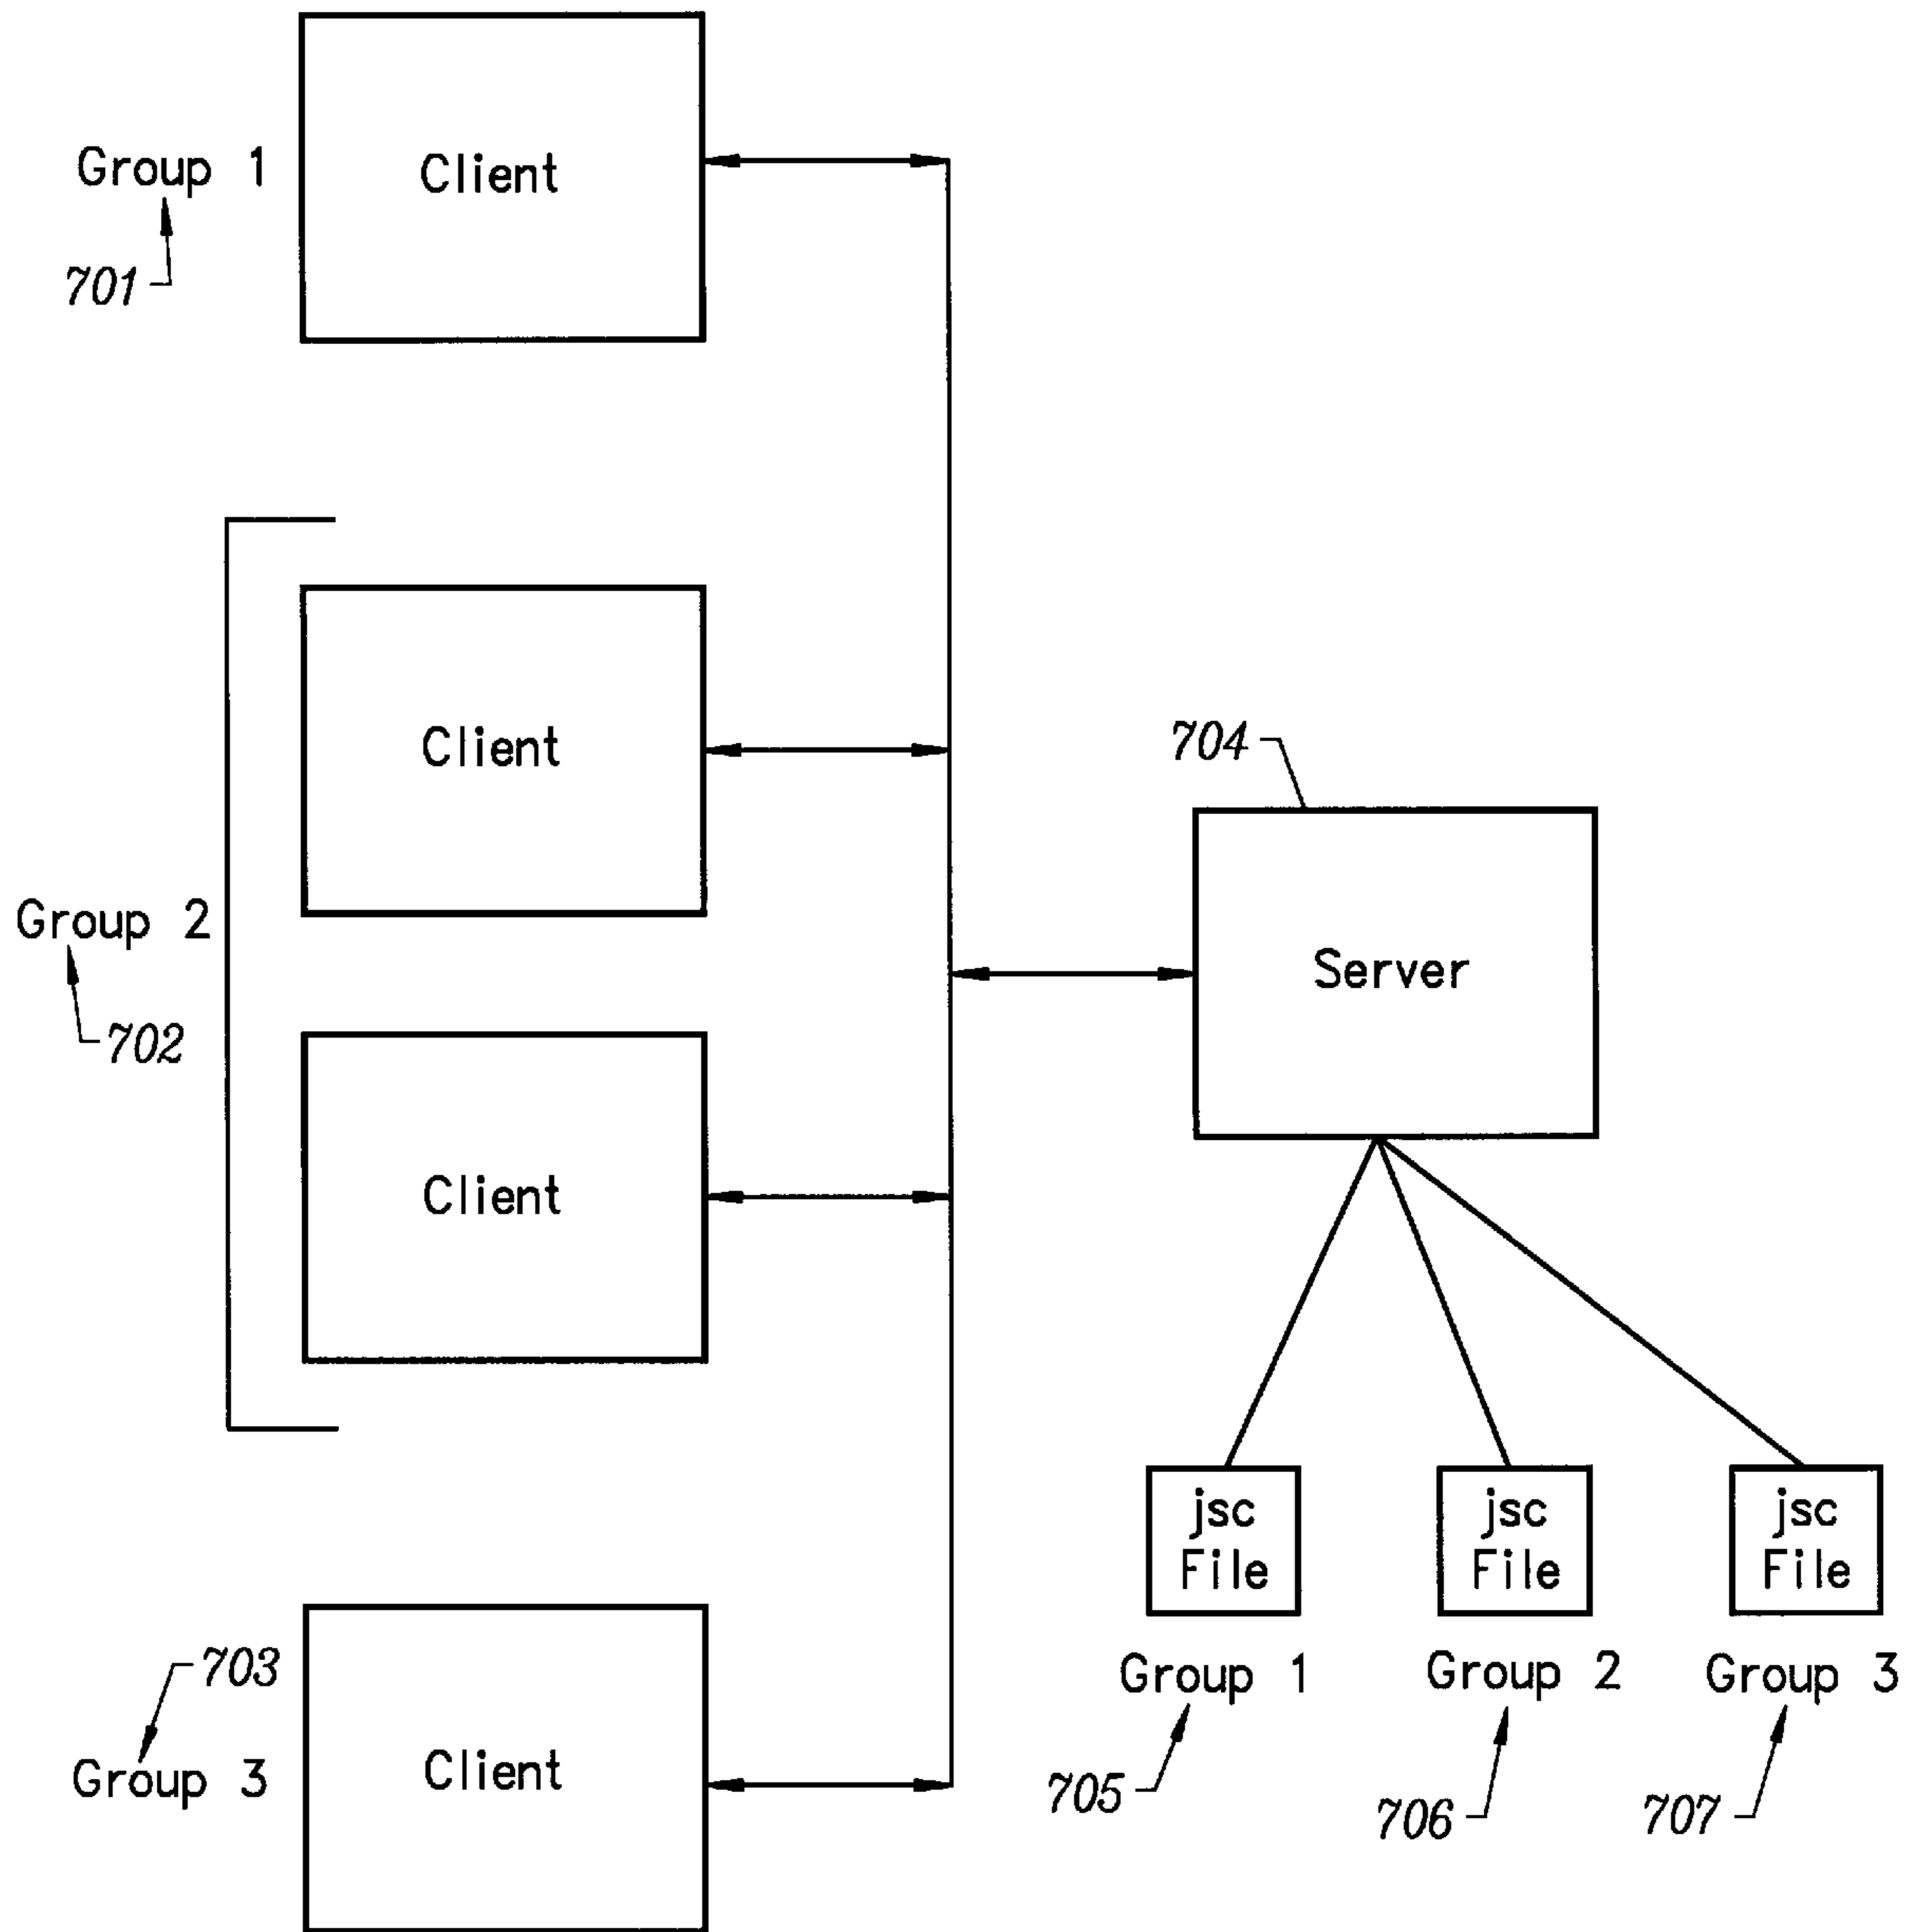 Group 1
Client
701
Client
704
Group 2
Server
702
Client
jsc
File
jsc
File
jsc
File
703
Group 1
Group 2
Group 3
Group 3
Client
705
706
707